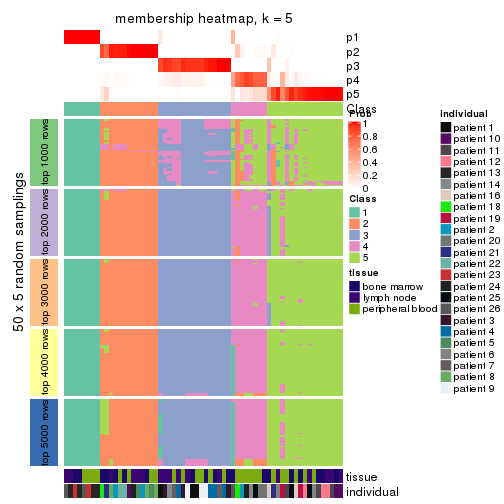 membership heatmap, k = 5
p1
p2
p3
p4
p5
Class
50 x 5 random samplings
top 1000 rows
top 2000 rows
top 3000 rows
top 4000 rows
top 5000 rows
tissue
individual
Prob
1
0.8
0.6
0.4
0.2
0
Class
1
2
3
4
5
tissue
bone marrow
lymph node
peripheral blood
individual
patient 1
patient 10
patient 11
patient 12
patient 13
patient 14
patient 16
patient 18
patient 19
patient 2
patient 20
patient 21
patient 22
patient 23
patient 24
patient 25
patient 26
patient 3
patient 4
patient 5
patient 6
patient 7
patient 8
patient 9